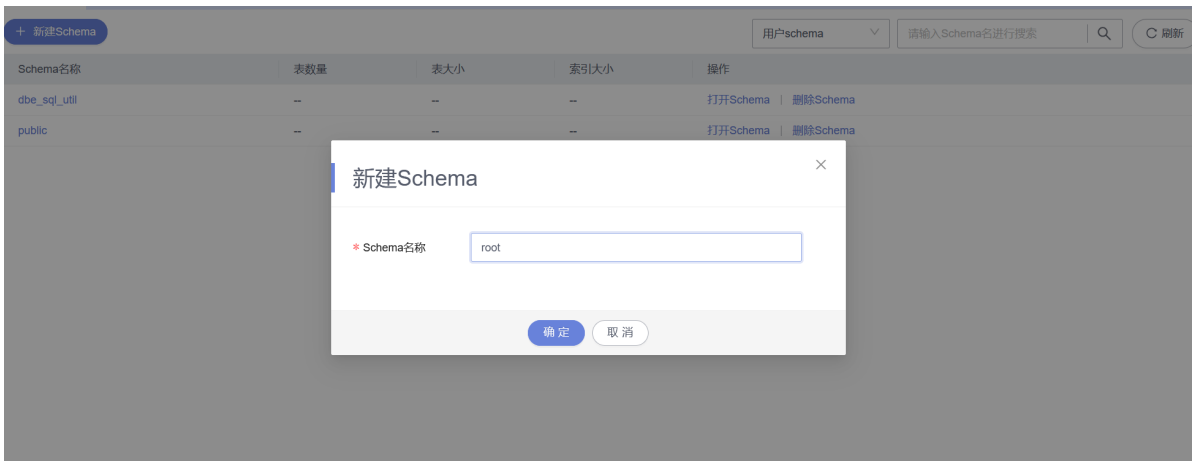 + 新建Schema
用户schema
请输入Schema名进行搜索
刷新
Schema名称 表数量 表大小 索引大小 操作
dbe_sql_util -- -- -- 打开Schema | 删除Schema
public -- -- -- 打开Schema | 删除Schema
新建Schema
* Schema名称 root
确定 取消